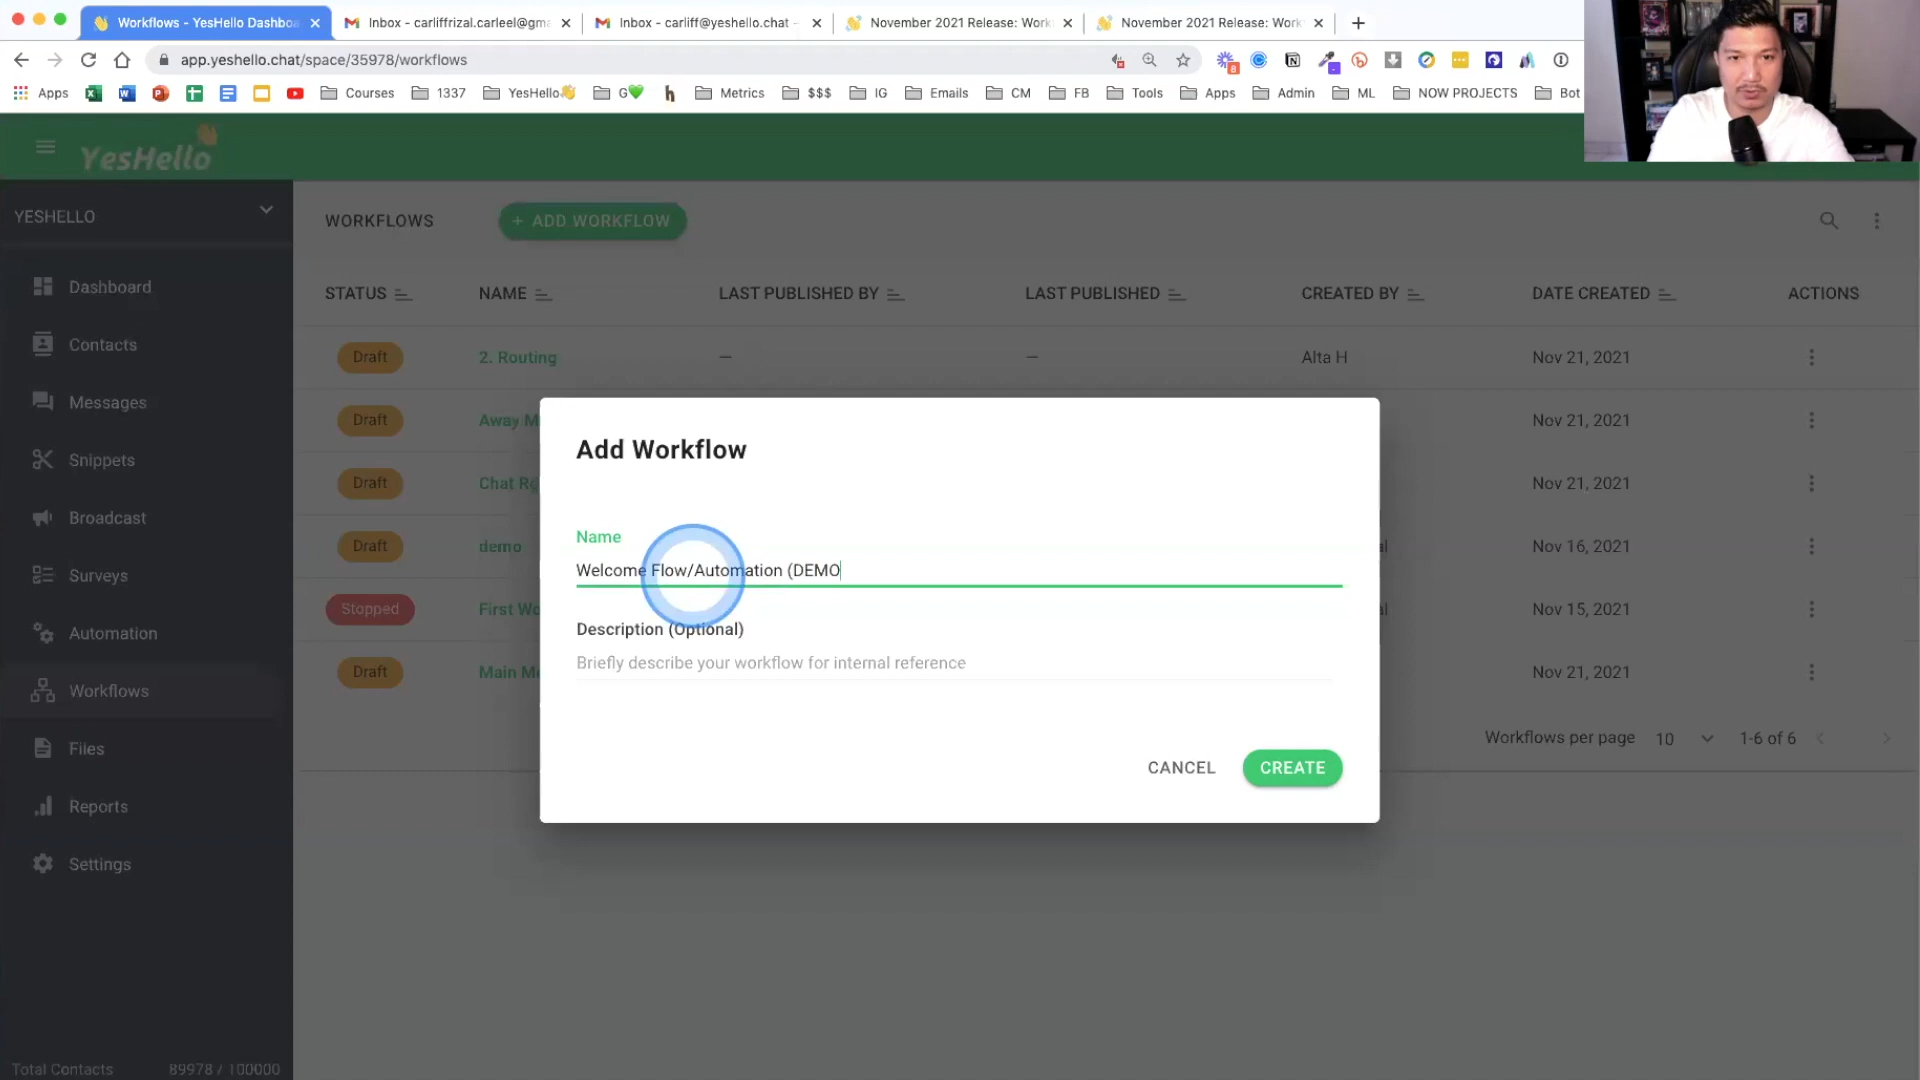 Workflows - YesHello Dashboa
Inbox - carliffrizal.carleel@gma
Inbox - carliff@yeshello.chat -
November 2021 Release: Work
November 2021 Release: Work
app.yeshello.chat/space/35978/workflows
Apps
Courses
1337
YesHello👋
G💚
Metrics
$$$
IG
Emails
CM
FB
Tools
Apps
Admin
ML
NOW PROJECTS
Bot
YesHello
YESHELLO
Dashboard
Contacts
Messages
Snippets
Broadcast
Surveys
Automation
Workflows
Files
Reports
Settings
Total Contacts 89978 / 100000
WORKFLOWS + ADD WORKFLOW
STATUS NAME LAST PUBLISHED BY LAST PUBLISHED CREATED BY DATE CREATED ACTIONS
Draft 2. Routing — — Alta H Nov 21, 2021
Draft Away M Nov 21, 2021
Draft Chat Ro Nov 21, 2021
Draft demo al Nov 16, 2021
Stopped First Wo al Nov 15, 2021
Draft Main Me Nov 21, 2021
Workflows per page 10 1-6 of 6
Add Workflow
Name
Welcome Flow/Automation (DEMO
Description (Optional)
Briefly describe your workflow for internal reference
CANCEL CREATE